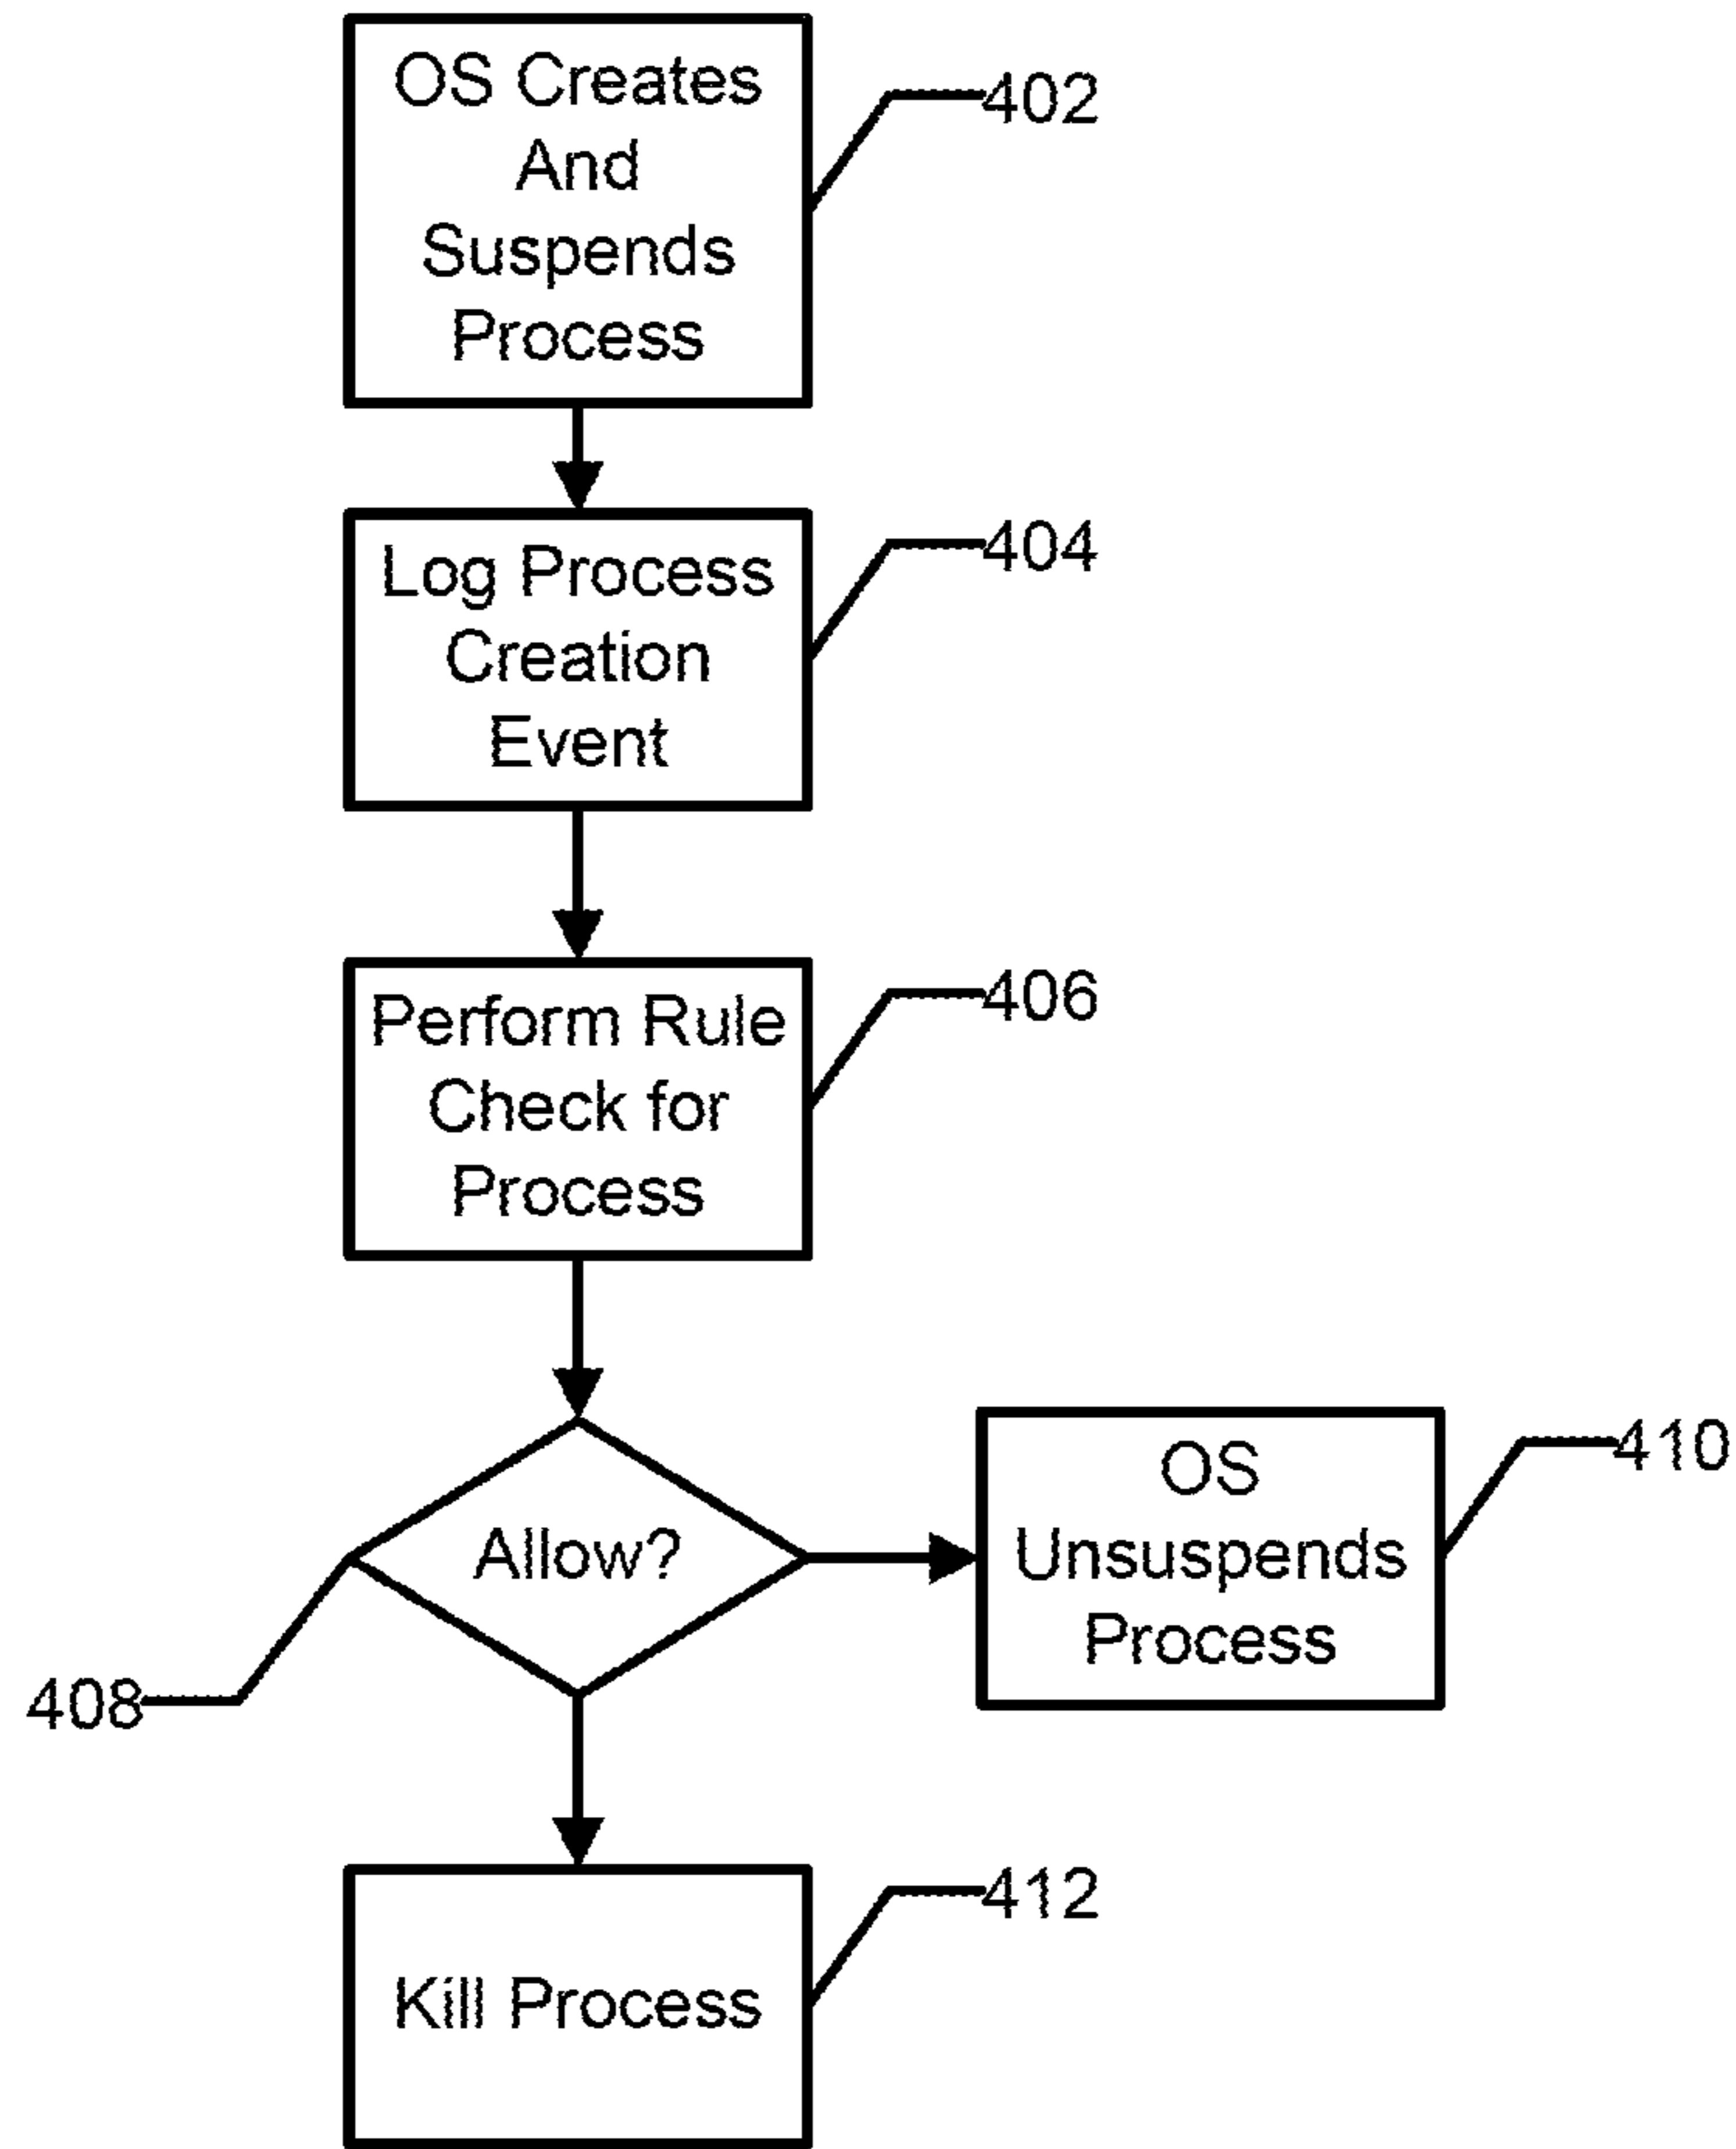 OS Creates
And
Suspends
Process
402
Log Process
Creation
Event
404
Perform Rule
Check for
Process
406
Allow?
408
OS
Unsuspends
Process
410
Kill Process
412